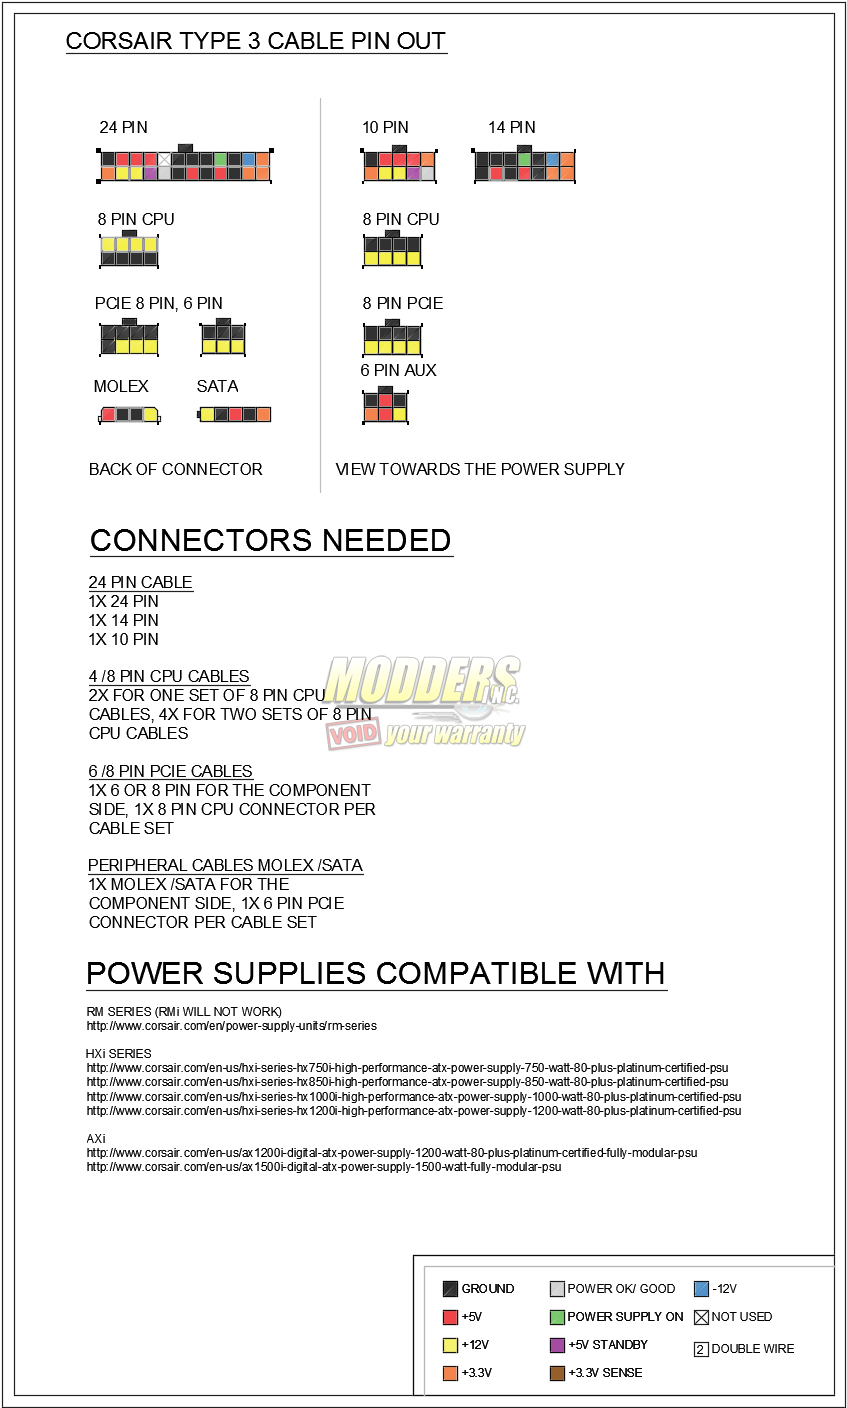 CORSAIR TYPE 3 CABLE PIN OUT
24 PIN
8 PIN CPU
PCIE 8 PIN, 6 PIN
MOLEX
SATA
BACK OF CONNECTOR
10 PIN
14 PIN
8 PIN CPU
8 PIN PCIE
6 PIN AUX
VIEW TOWARDS THE POWER SUPPLY
CONNECTORS NEEDED
24 PIN CABLE
1X 24 PIN
1X 14 PIN
1X 10 PIN
4 /8 PIN CPU CABLES
2X FOR ONE SET OF 8 PIN CPU
CABLES, 4X FOR TWO SETS OF 8 PIN
CPU CABLES
MODDERS
INC.
VOID your warranty
6 /8 PIN PCIE CABLES
1X 6 OR 8 PIN FOR THE COMPONENT
SIDE, 1X 8 PIN CPU CONNECTOR PER
CABLE SET
PERIPHERAL CABLES MOLEX /SATA
1X MOLEX /SATA FOR THE
COMPONENT SIDE, 1X 6 PIN PCIE
CONNECTOR PER CABLE SET
POWER SUPPLIES COMPATIBLE WITH
RM SERIES (RMi WILL NOT WORK)
http://www.corsair.com/en/power-supply-units/rm-series
HXi SERIES
http://www.corsair.com/en-us/hxi-series-hx750i-high-performance-atx-power-supply-750-watt-80-plus-platinum-certified-psu
http://www.corsair.com/en-us/hxi-series-hx850i-high-performance-atx-power-supply-850-watt-80-plus-platinum-certified-psu
http://www.corsair.com/en-us/hxi-series-hx1000i-high-performance-atx-power-supply-1000-watt-80-plus-platinum-certified-psu
http://www.corsair.com/en-us/hxi-series-hx1200i-high-performance-atx-power-supply-1200-watt-80-plus-platinum-certified-psu
AXi
http://www.corsair.com/en-us/ax1200i-digital-atx-power-supply-1200-watt-80-plus-platinum-certified-fully-modular-psu
http://www.corsair.com/en-us/ax1500i-digital-atx-power-supply-1500-watt-fully-modular-psu
GROUND
+5V
+12V
+3.3V
POWER OK/ GOOD
POWER SUPPLY ON
+5V STANDBY
+3.3V SENSE
-12V
NOT USED
2 DOUBLE WIRE